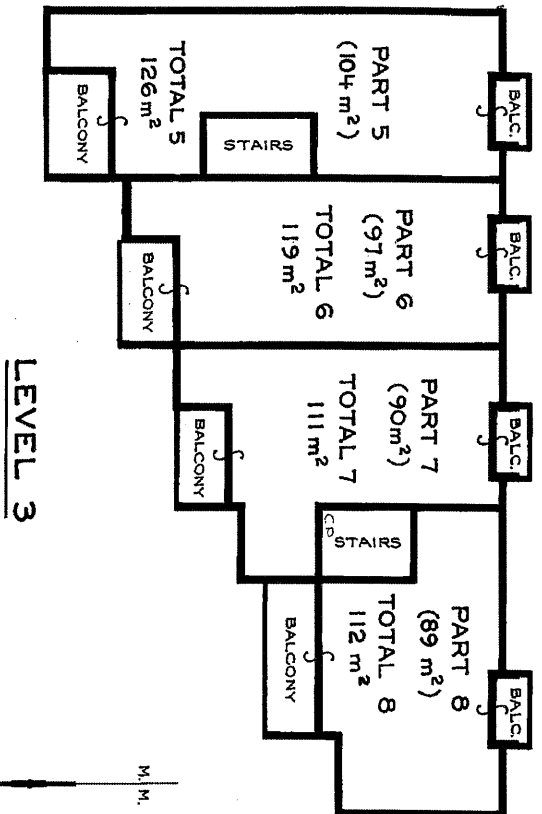 BALC.
PART 5
(104 m²)
STAIRS
TOTAL 5
126 m²
BALCONY
BALC.
PART 6
(97 m²)
TOTAL 6
119 m²
BALCONY
BALC.
PART 7
(90m²)
TOTAL 7
111 m²
BALCONY
CD
STAIRS
BALC.
PART 8
(89 m²)
TOTAL 8
112 m²
BALCONY
LEVEL 3
M. M.